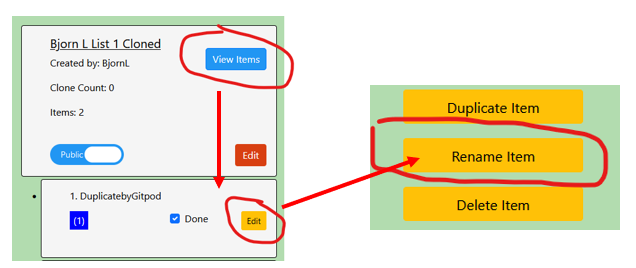 Bjorn L List 1 Cloned
Created by: BjornL
View Items
Clone Count: 0
Items: 2
Public
Edit
1. DuplicatebyGitpod
(1)
Done
Edit
Duplicate Item
Rename Item
Delete Item